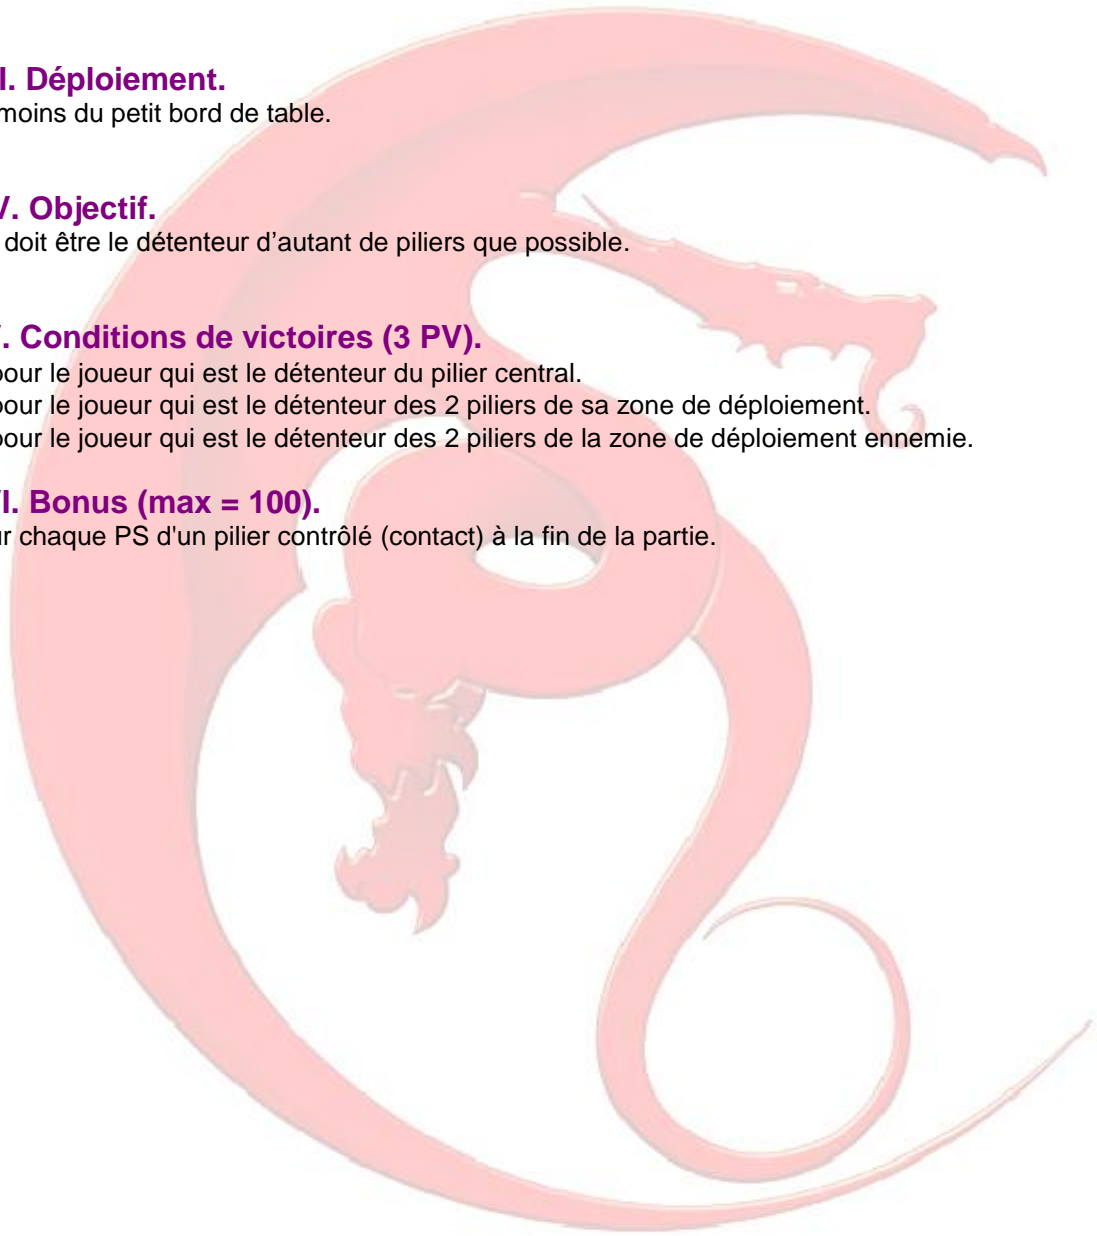 I. Déploiement.
moins du petit bord de table.
V. Objectif.
doit être le détenteur d’autant de piliers que possible.
. Conditions de victoires (3 PV).
pour le joueur qui est le détenteur du pilier central.
pour le joueur qui est le détenteur des 2 piliers de sa zone de déploiement.
pour le joueur qui est le détenteur des 2 piliers de la zone de déploiement ennemie.
I. Bonus (max = 100).
chaque PS d'un pilier contrôlé (contact) à la fin de la partie.